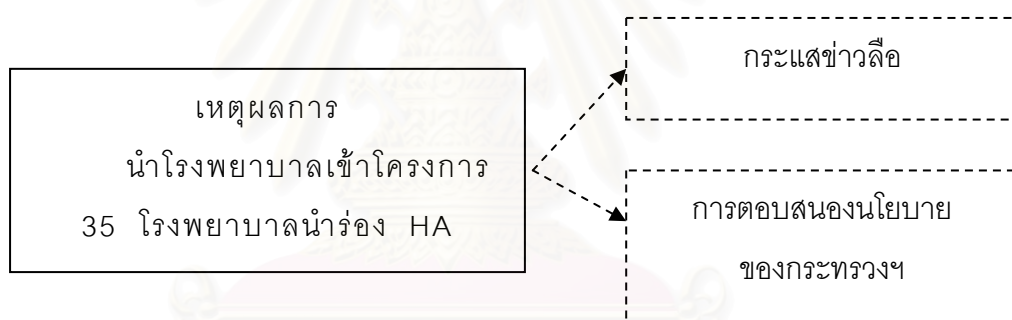 เหตุผลการ
นำโรงพยาบาลเข้าโครงการ
35 โรงพยาบาลนำร่อง HA
กระแสข่าวลือ
การตอบสนองนโยบาย
ของกระทรวงฯ